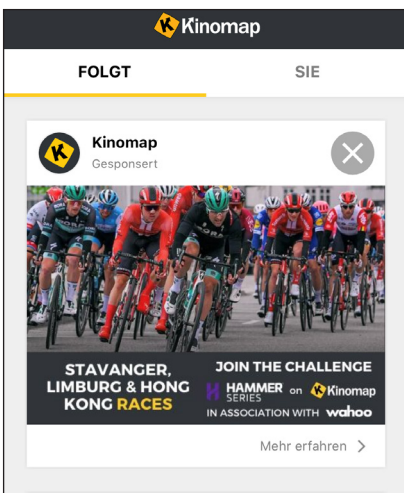 Kinomap
FOLGT
SIE
Kinomap
Gesponsert
STAVANGER,
LIMBURG & HONG
KONG RACES
JOIN THE CHALLENGE
HAMMER
SERIES
on Kinomap
IN ASSOCIATION WITH wahoo
Mehr erfahren